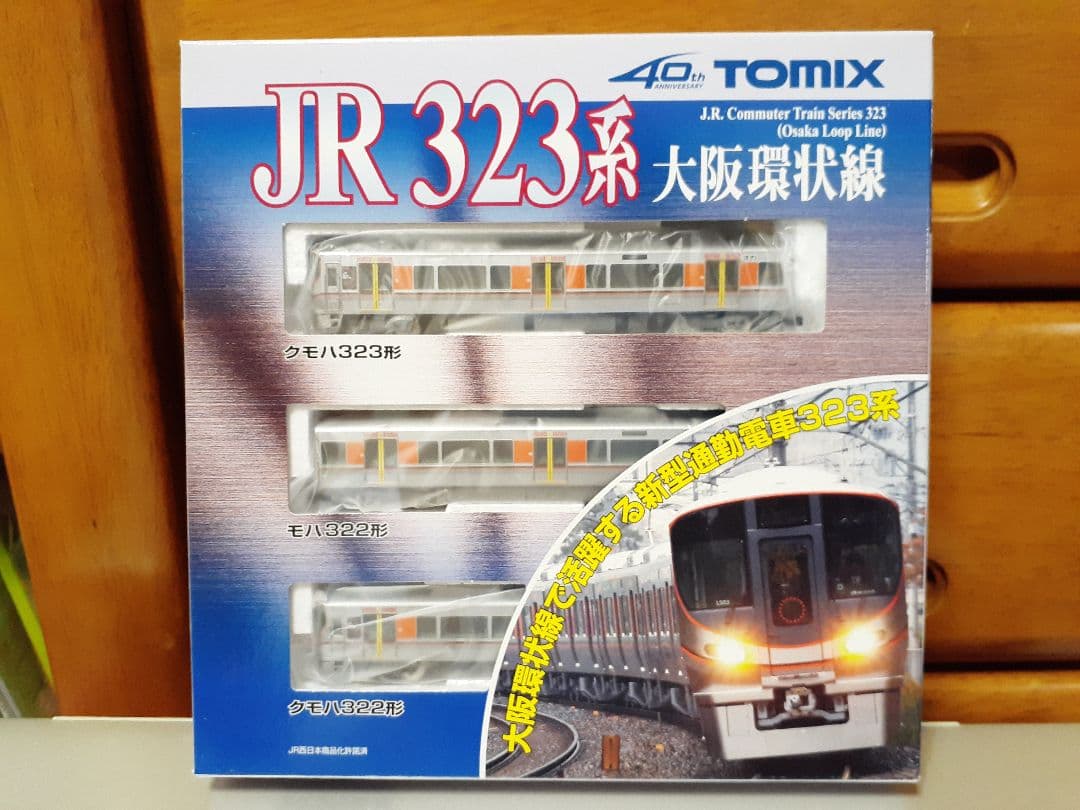 40th
ANNIVERSARY
TOMIX
J.R. Commuter Train Series 323
(Osaka Loop Line)
JR 323系
大阪環状線
クモハ323形
モハ322形
クモハ322形
大阪環状線で活躍する新型通勤電車323系
JR西日本商品化許諾済